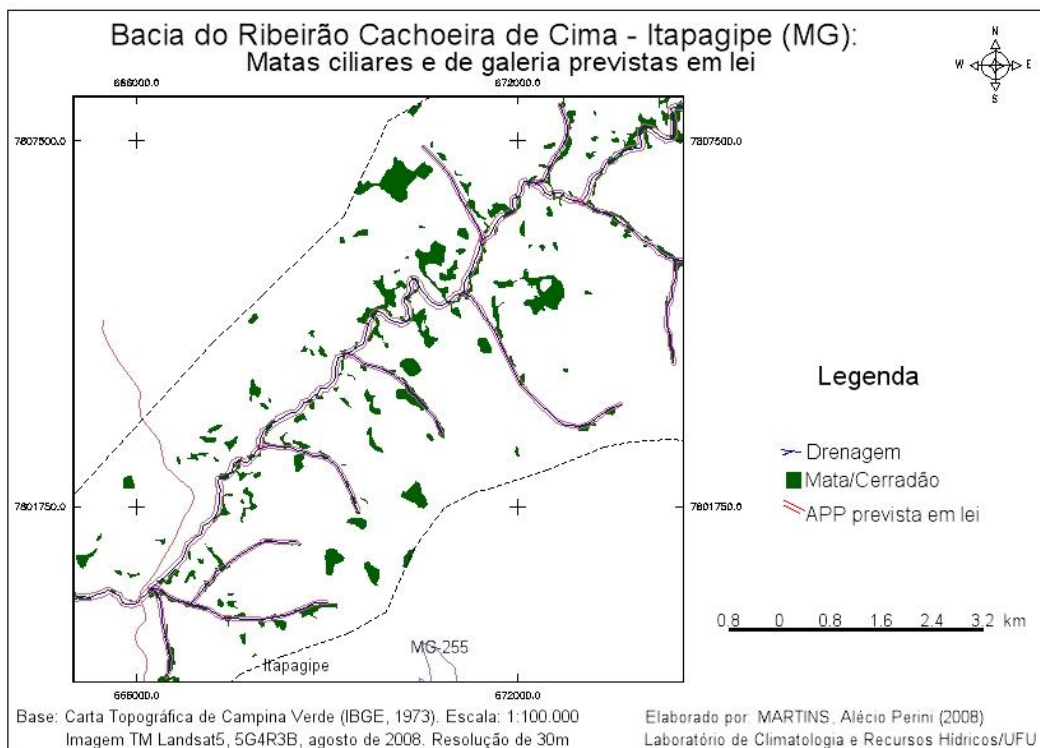 Bacia do Ribeirão Cachoeira de Cima - Itapagipe (MG):
Matas ciliares e de galeria previstas em lei
N
W E
S
666000.0 672000.0
7807500.0 7807500.0
7801750.0 7801750.0
Legenda
Drenagem
Mata/Cerradão
APP prevista em lei
0.8 0 0.8 1.6 2.4 3.2 km
MG-255
Itapagipe
666000.0 672000.0
Base: Carta Topográfica de Campina Verde (IBGE, 1973). Escala: 1:100.000
Imagem TM Landsat5, 5G4R3B, agosto de 2008. Resolução de 30m
Elaborado por: MARTINS, Alécio Perini (2008)
Laboratório de Climatologia e Recursos Hídricos/UFU